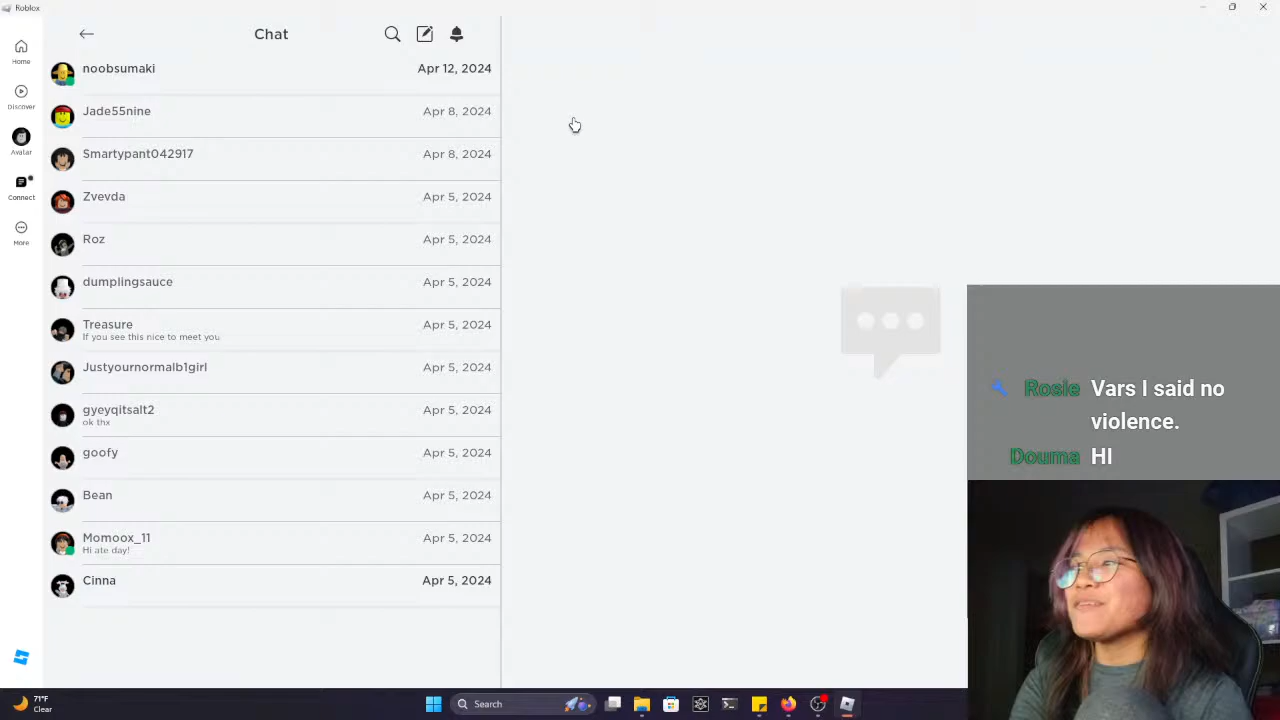 Roblox
Home
Discover
Avatar
Connect
More
Chat
noobsumaki Apr 12, 2024
Jade55nine Apr 8, 2024
Smartypant042917 Apr 8, 2024
Zvevda Apr 5, 2024
Roz Apr 5, 2024
dumplingsauce Apr 5, 2024
Treasure Apr 5, 2024
If you see this nice to meet you
Justyournormalb1girl Apr 5, 2024
gyeyqitsalt2 Apr 5, 2024
ok thx
goofy Apr 5, 2024
Bean Apr 5, 2024
Momoox_11 Apr 5, 2024
Hi ate day!
Cinna Apr 5, 2024
Rosie Vars I said no
violence.
Douma HI
71°F
Clear
Search